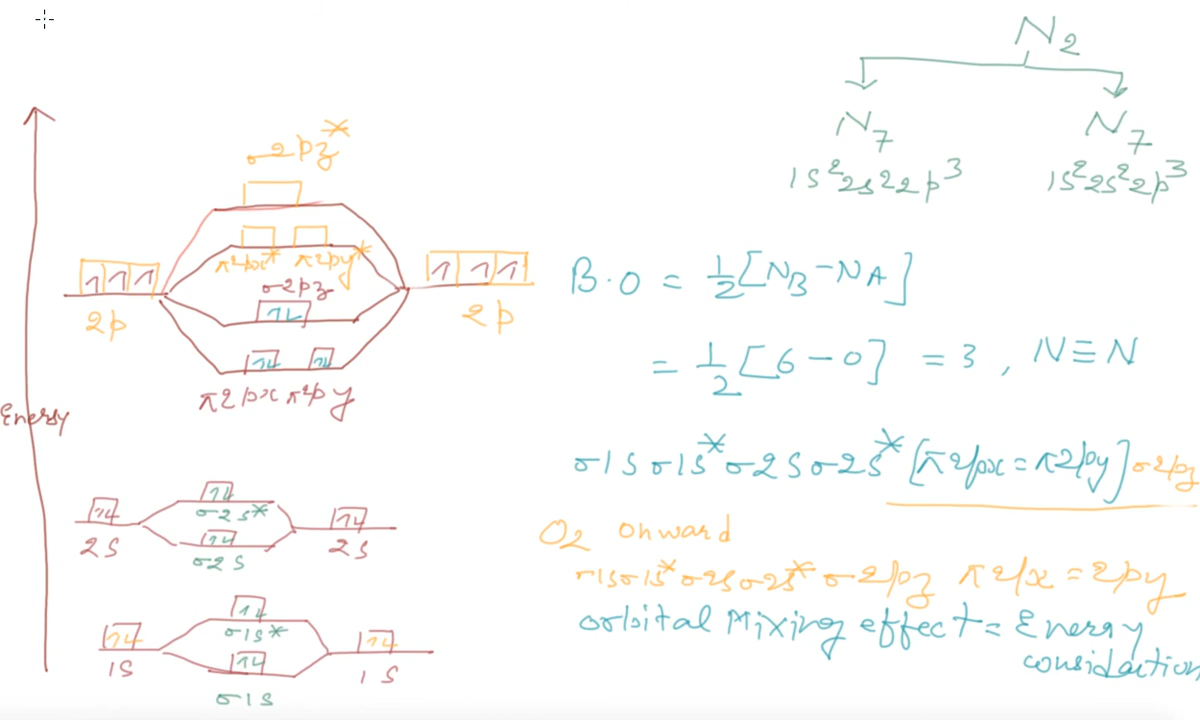 N₂
N₇ N₇
1s²2s²2p³ 1s²2s²2p³
σ2pz*
π2px* π2py*
σ2pz
2p 2p
π2px π2py
Energy
σ2s*
2s 2s
σ2s
σ1s*
1s 1s
σ1s
B.O = 1/2 [NB - NA]
= 1/2 [6 - 0] = 3 , N≡N
σ1s σ1s* σ2s σ2s* [π2px = π2py] σ2pz
O₂ onward
σ1s σ1s* σ2s σ2s* σ2pz π2px = 2py
orbital Mixing effect = Energy
considaction